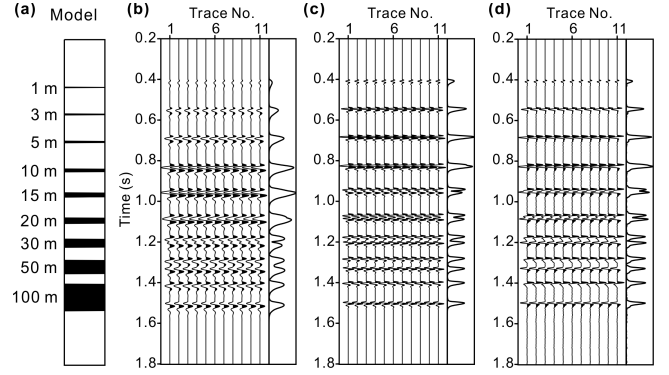 (a) Model
1 m
3 m
5 m
10 m
15 m
20 m
30 m
50 m
100 m
(b) Trace No.
1 6 11
0.2
0.4
0.6
0.8
1.0
1.2
1.4
1.6
1.8
Time (s)
(c) Trace No.
1 6 11
0.2
0.4
0.6
0.8
1.0
1.2
1.4
1.6
1.8
(d) Trace No.
1 6 11
0.2
0.4
0.6
0.8
1.0
1.2
1.4
1.6
1.8